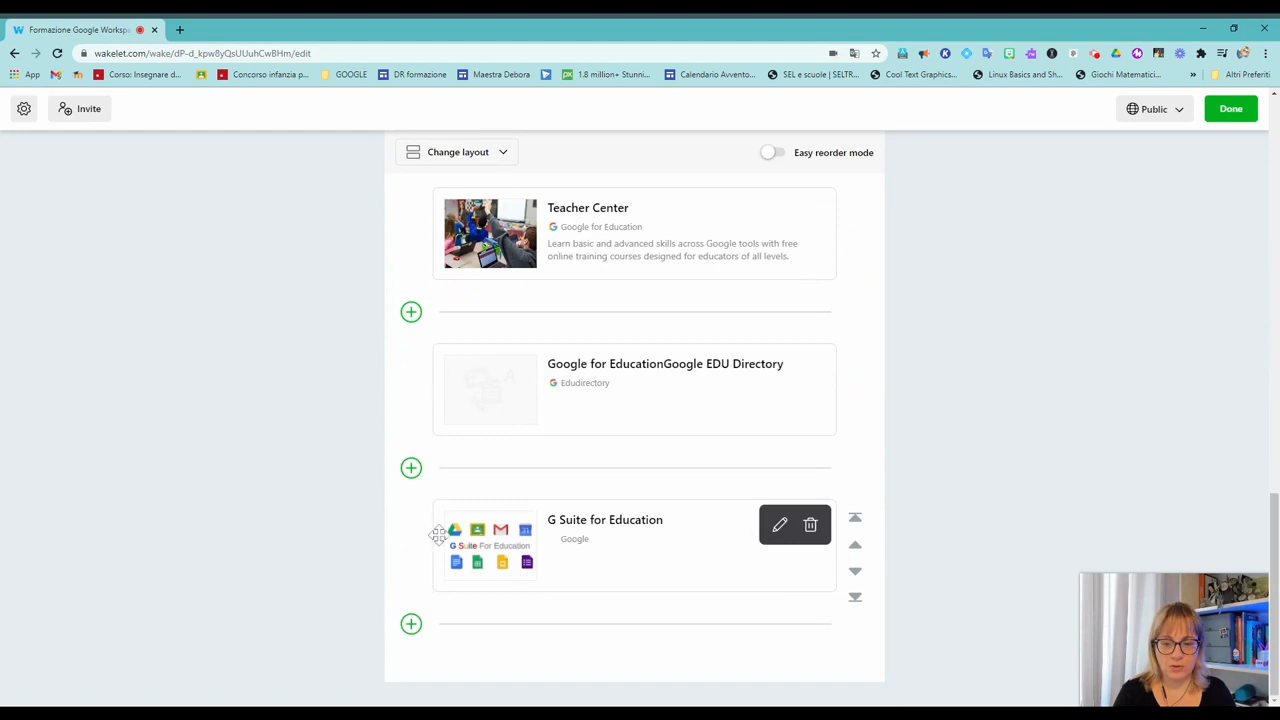 Formazione Google Workspa
wakelet.com/wake/dP-d_kpw8yQsUUuhCwBHm/edit
App
Corso: Insegnare d...
Concorso infanzia p...
GOOGLE
DR formazione
Maestra Debora
1.8 million+ Stunni...
Calendario Avvento...
SEL e scuole | SELTR...
Cool Text Graphics...
Linux Basics and Sh...
Giochi Matematici...
»
Altri Preferiti
Invite
Public
Done
Change layout
Easy reorder mode
Teacher Center
Google for Education
Learn basic and advanced skills across Google tools with free
online training courses designed for educators of all levels.
Google for EducationGoogle EDU Directory
Edudirectory
G Suite for Education
Google
G Suite For Education